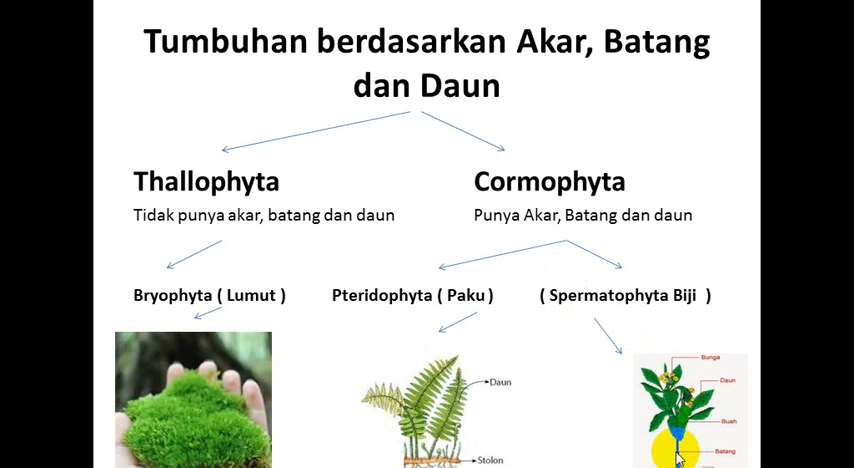 Tumbuhan berdasarkan Akar, Batang
dan Daun
Thallophyta
Cormophyta
Tidak punya akar, batang dan daun
Punya Akar, Batang dan daun
Bryophyta ( Lumut )
Pteridophyta ( Paku )
( Spermatophyta Biji )
Daun
Stolon
Bunga
Daun
Buah
Batang